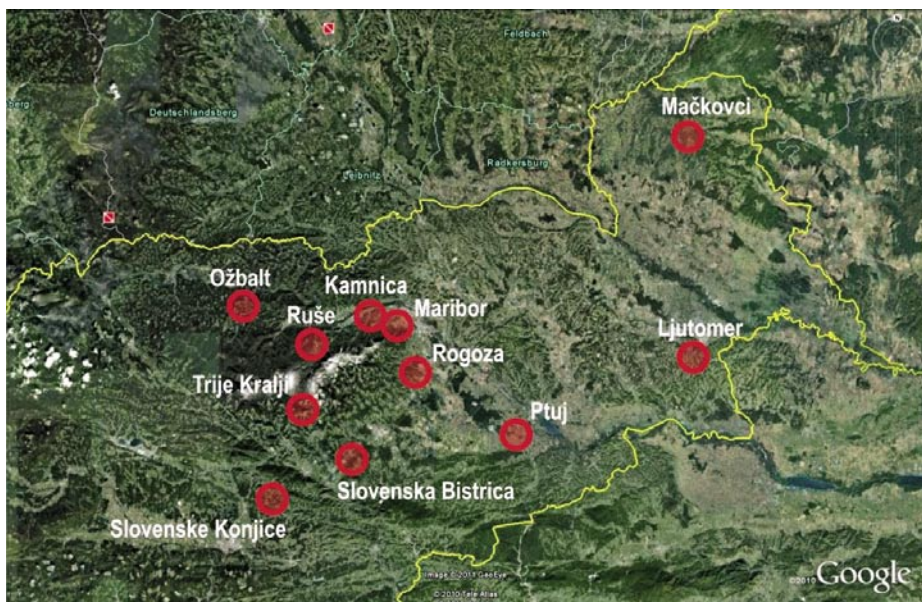 Feldbach
Mačkovci
Deutschlandsberg
Radkersburg
Leibnitz
Ožbalt
Kamnica
Ruše
Maribor
Ljutomer
Rogoza
Trije Kralji
Ptuj
Slovenska Bistrica
Slovenske Konjice
Image © 2011 GeoEye
© 2010 Tele Atlas
©2010 Google